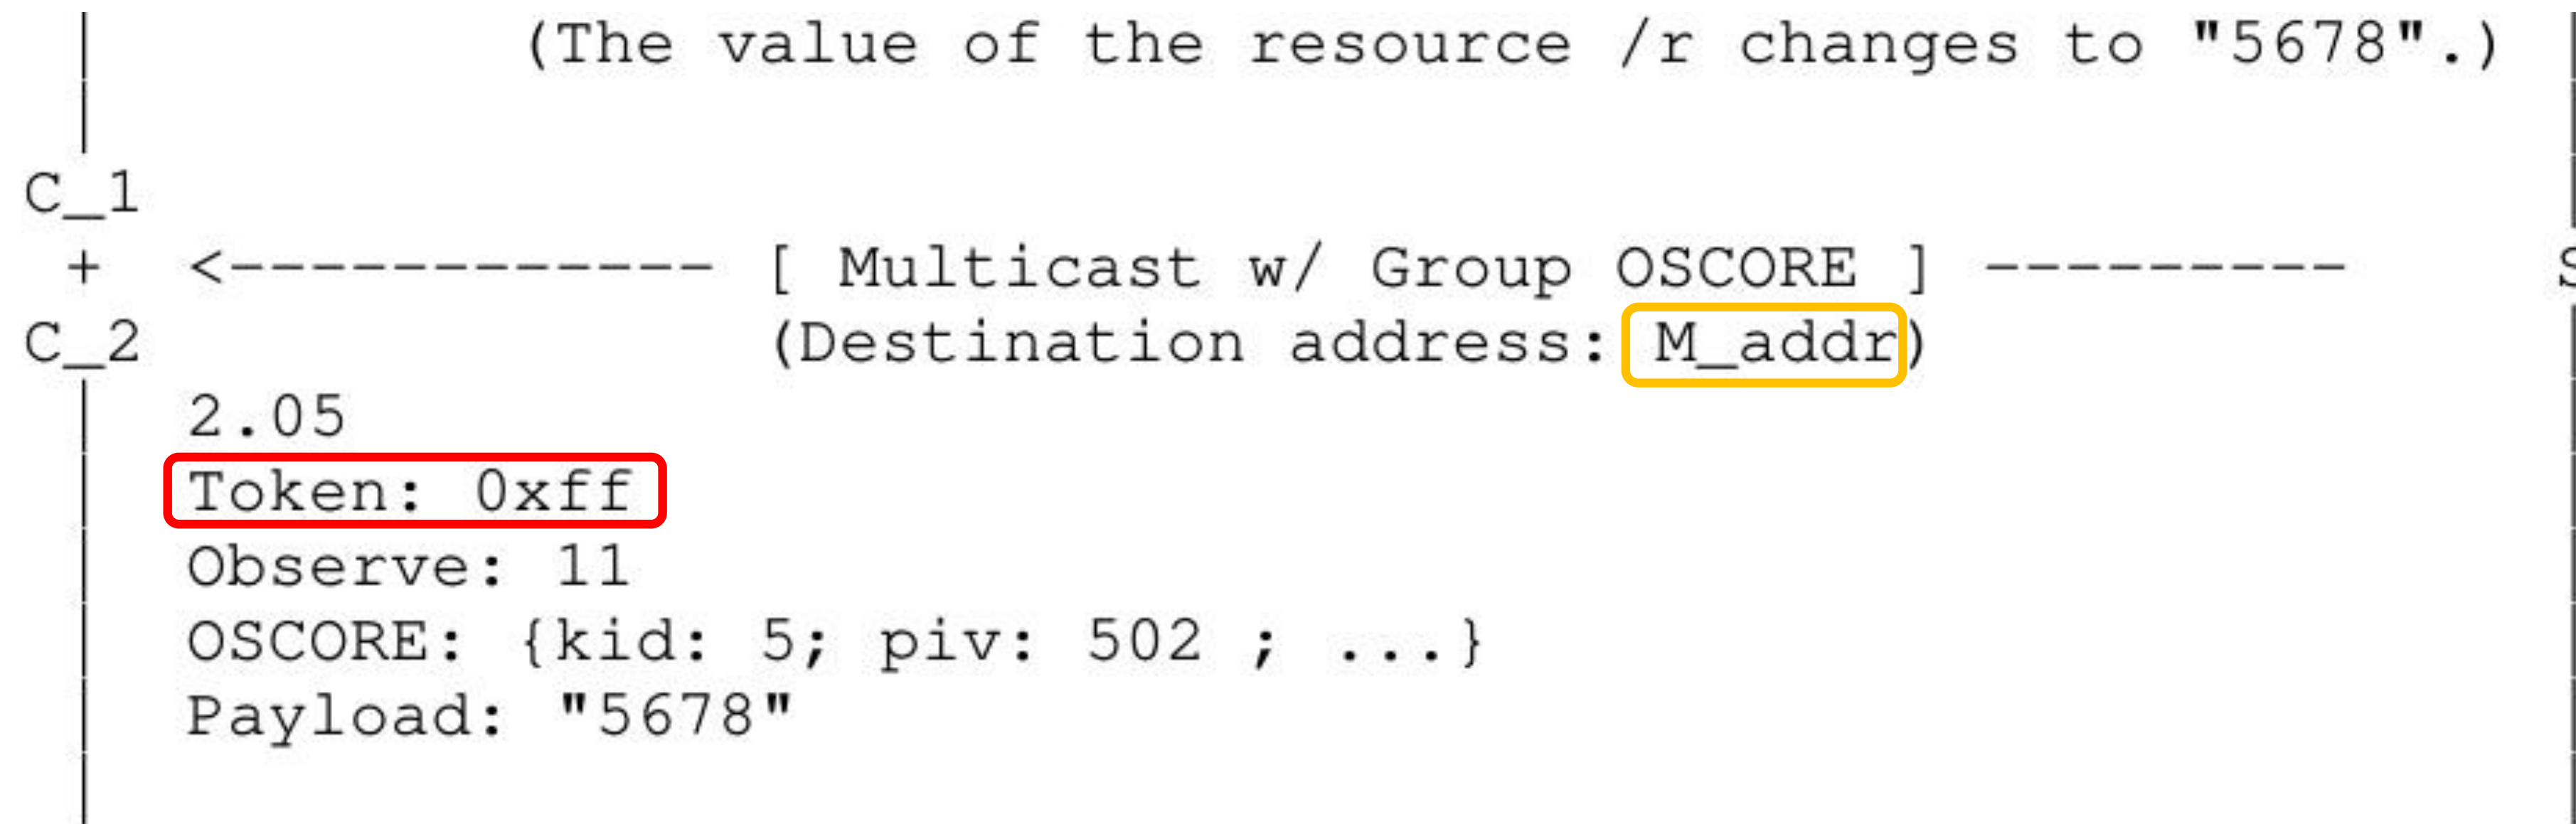 (The value of the resource /r changes to "5678".)
C_1
+ <------------ [ Multicast w/ Group OSCORE ] --------- S
C_2 (Destination address: M_addr)
2.05
Token: 0xff
Observe: 11
OSCORE: {kid: 5; piv: 502 ; ...}
Payload: "5678"